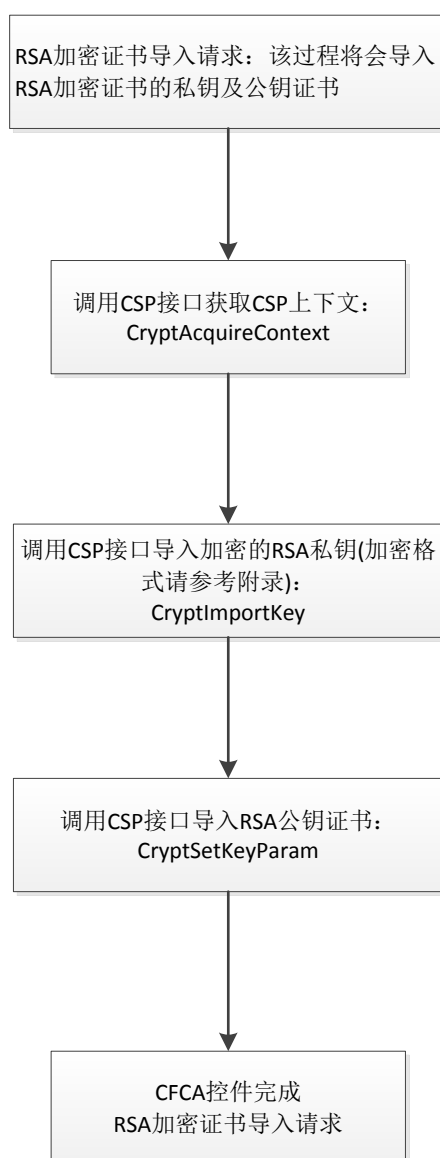 RSA加密证书导入请求：该过程将会导入
RSA加密证书的私钥及公钥证书
调用CSP接口获取CSP上下文：
CryptAcquireContext
调用CSP接口导入加密的RSA私钥(加密格
式请参考附录)：
CryptImportKey
调用CSP接口导入RSA公钥证书：
CryptSetKeyParam
CFCA控件完成
RSA加密证书导入请求